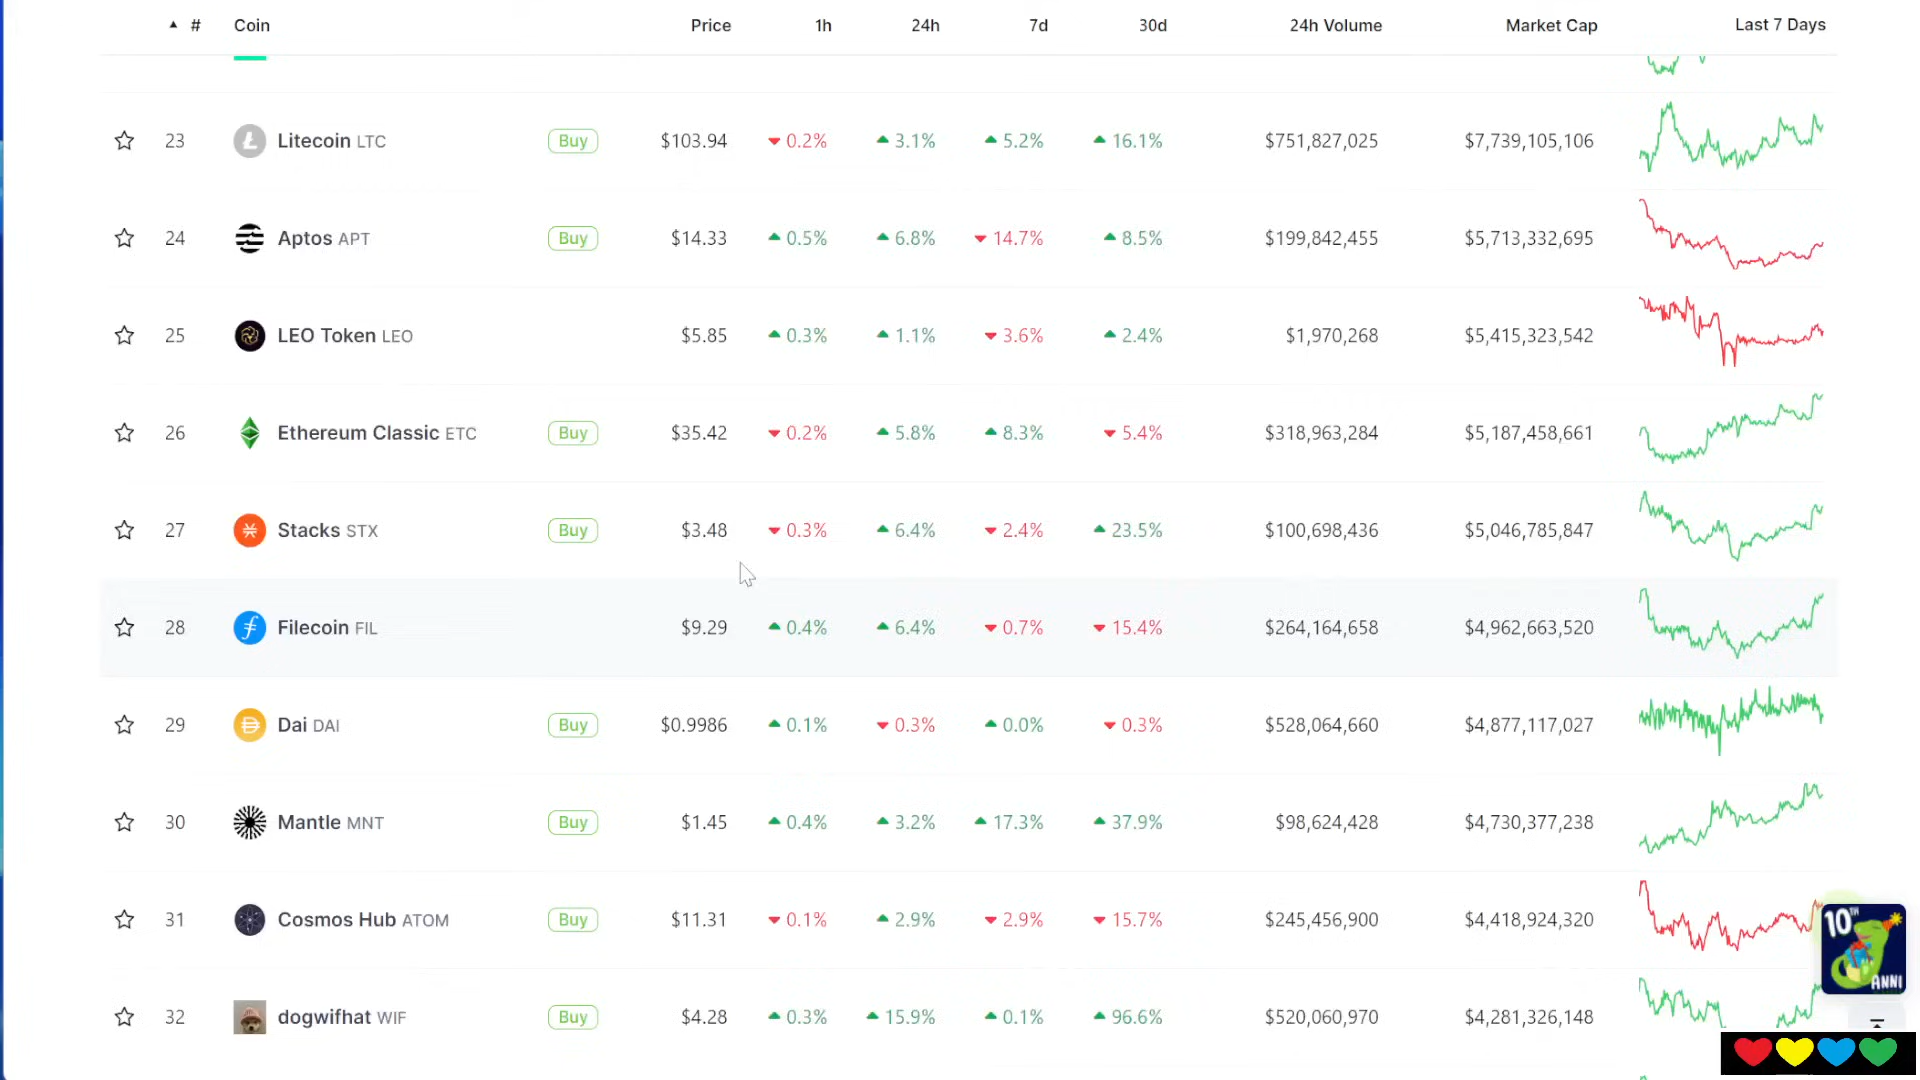 # Coin Price 1h 24h 7d 30d 24h Volume Market Cap Last 7 Days
23 Litecoin LTC Buy $103.94 0.2% 3.1% 5.2% 16.1% $751,827,025 $7,739,105,106
24 Aptos APT Buy $14.33 0.5% 6.8% 14.7% 8.5% $199,842,455 $5,713,332,695
25 LEO Token LEO $5.85 0.3% 1.1% 3.6% 2.4% $1,970,268 $5,415,323,542
26 Ethereum Classic ETC Buy $35.42 0.2% 5.8% 8.3% 5.4% $318,963,284 $5,187,458,661
27 Stacks STX Buy $3.48 0.3% 6.4% 2.4% 23.5% $100,698,436 $5,046,785,847
28 Filecoin FIL $9.29 0.4% 6.4% 0.7% 15.4% $264,164,658 $4,962,663,520
29 Dai DAI Buy $0.9986 0.1% 0.3% 0.0% 0.3% $528,064,660 $4,877,117,027
30 Mantle MNT Buy $1.45 0.4% 3.2% 17.3% 37.9% $98,624,428 $4,730,377,238
31 Cosmos Hub ATOM Buy $11.31 0.1% 2.9% 2.9% 15.7% $245,456,900 $4,418,924,320
10TH
ANNI
32 dogwifhat WIF Buy $4.28 0.3% 15.9% 0.1% 96.6% $520,060,970 $4,281,326,148